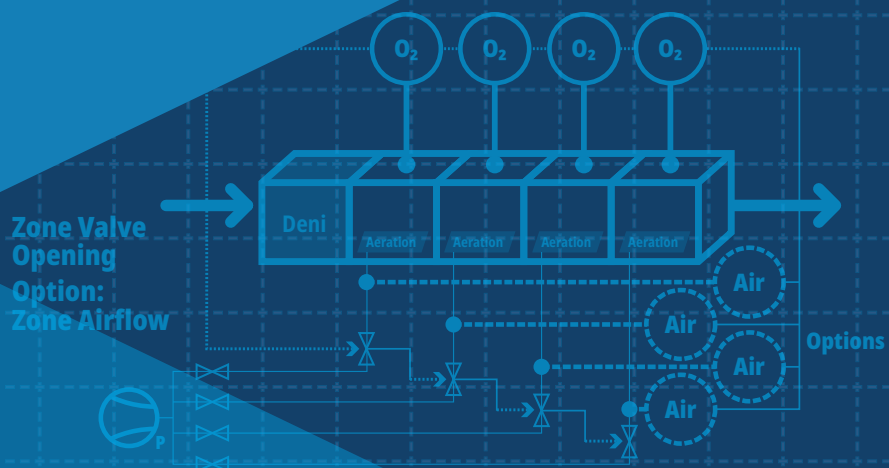 O₂ O₂ O₂ O₂
Deni
Aeration Aeration Aeration Aeration
Zone Valve
Opening
Option:
Zone Airflow
Air
Air
Options
Air
Air
P